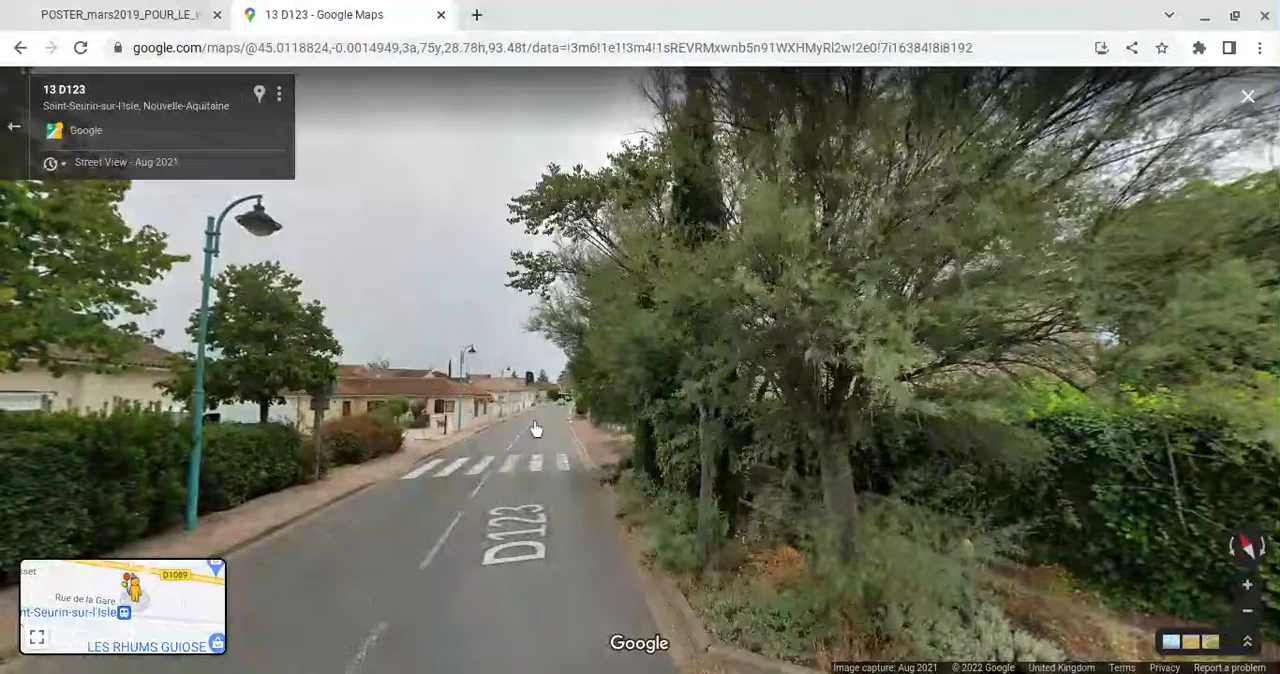 POSTER_mars2019_POUR_LE_
13 D123 - Google Maps
google.com/maps/@45.0118824,-0.0014949,3a,75y,28.78h,93.48t/data=!3m6!1e1!3m4!1sREVRMxwnb5n91WXHMyRl2w!2e0!7i16384!8i8192
13 D123
Saint-Seurin-sur-l'Isle, Nouvelle-Aquitaine
Google
Street View - Aug 2021
D123
sset
D1089
Rue de la Gare
nt-Seurin-sur-l'Isle
LES RHUMS GUIOSE
Google
Image capture: Aug 2021 © 2022 Google United Kingdom Terms Privacy Report a problem